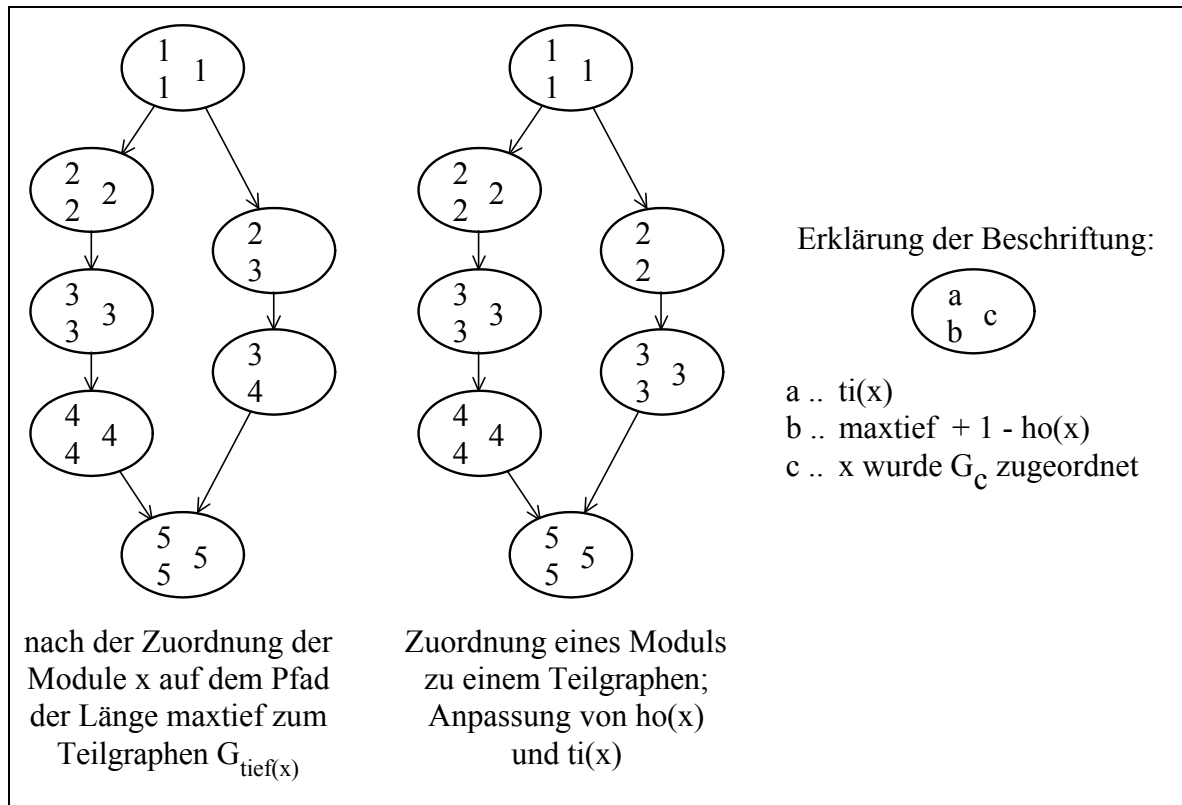 1
1 1
2
2 2
2
3
3
3 3
3
4
4
4 4
5
5 5
nach der Zuordnung der
Module x auf dem Pfad
der Länge maxtief zum
Teilgraphen G_tief(x)
1
1 1
2
2 2
2
2
3
3 3
3
3 3
4
4 4
5
5 5
Zuordnung eines Moduls
zu einem Teilgraphen;
Anpassung von ho(x)
und ti(x)
Erklärung der Beschriftung:
a
b c
a .. ti(x)
b .. maxtief + 1 - ho(x)
c .. x wurde G_c zugeordnet